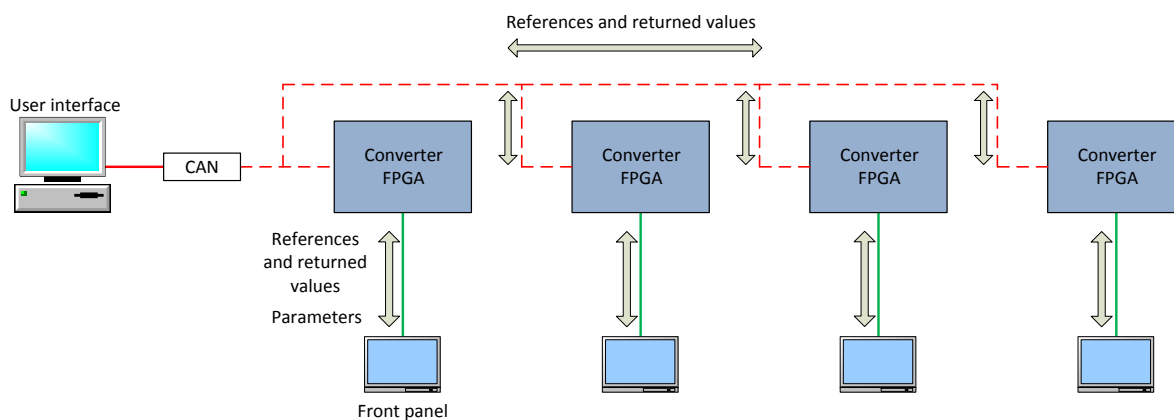 References and returned values
User interface
CAN
Converter
FPGA
Converter
FPGA
Converter
FPGA
Converter
FPGA
References
and returned
values
Parameters
Front panel